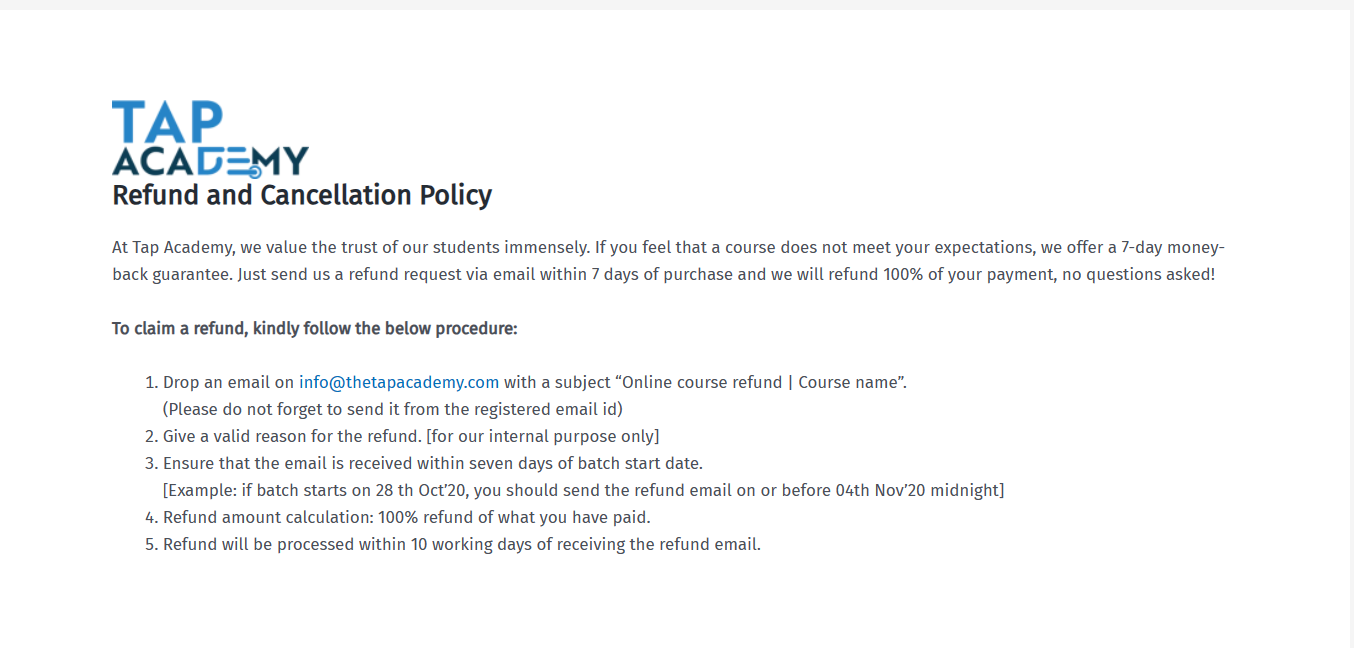 TAP
ACADEMY
Refund and Cancellation Policy
At Tap Academy, we value the trust of our students immensely. If you feel that a course does not meet your expectations, we offer a 7-day money-
back guarantee. Just send us a refund request via email within 7 days of purchase and we will refund 100% of your payment, no questions asked!
To claim a refund, kindly follow the below procedure:
1. Drop an email on info@thetapacademy.com with a subject “Online course refund | Course name”.
(Please do not forget to send it from the registered email id)
2. Give a valid reason for the refund. [for our internal purpose only]
3. Ensure that the email is received within seven days of batch start date.
[Example: if batch starts on 28 th Oct’20, you should send the refund email on or before 04th Nov’20 midnight]
4. Refund amount calculation: 100% refund of what you have paid.
5. Refund will be processed within 10 working days of receiving the refund email.